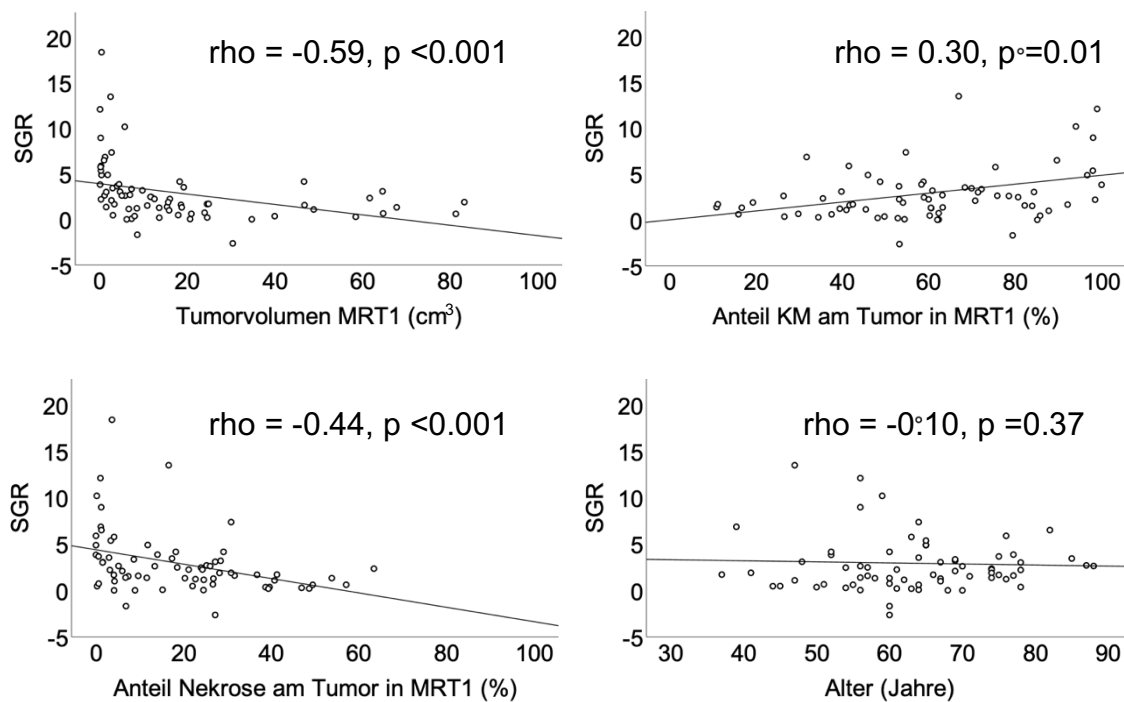 rho = -0.59, p <0.001
20
15
10
5
0
-5
SGR
0 20 40 60 80 100
Tumorvolumen MRT1 (cm³)
rho = 0.30, p =0.01
20
15
10
5
0
-5
SGR
0 20 40 60 80 100
Anteil KM am Tumor in MRT1 (%)
rho = -0.44, p <0.001
20
15
10
5
0
-5
SGR
0 20 40 60 80 100
Anteil Nekrose am Tumor in MRT1 (%)
rho = -0.10, p =0.37
20
15
10
5
0
-5
SGR
30 40 50 60 70 80 90
Alter (Jahre)